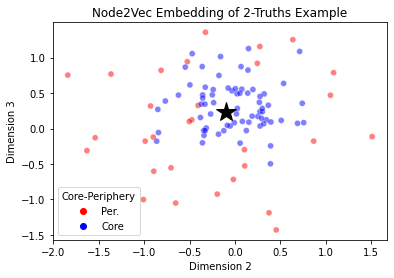 Node2Vec Embedding of 2-Truths Example
Dimension 3
1.0
0.5
0.0
-0.5
-1.0
-1.5
Core-Periphery
Per.
Core
-2.0 -1.5 -1.0 -0.5 0.0 0.5 1.0 1.5
Dimension 2